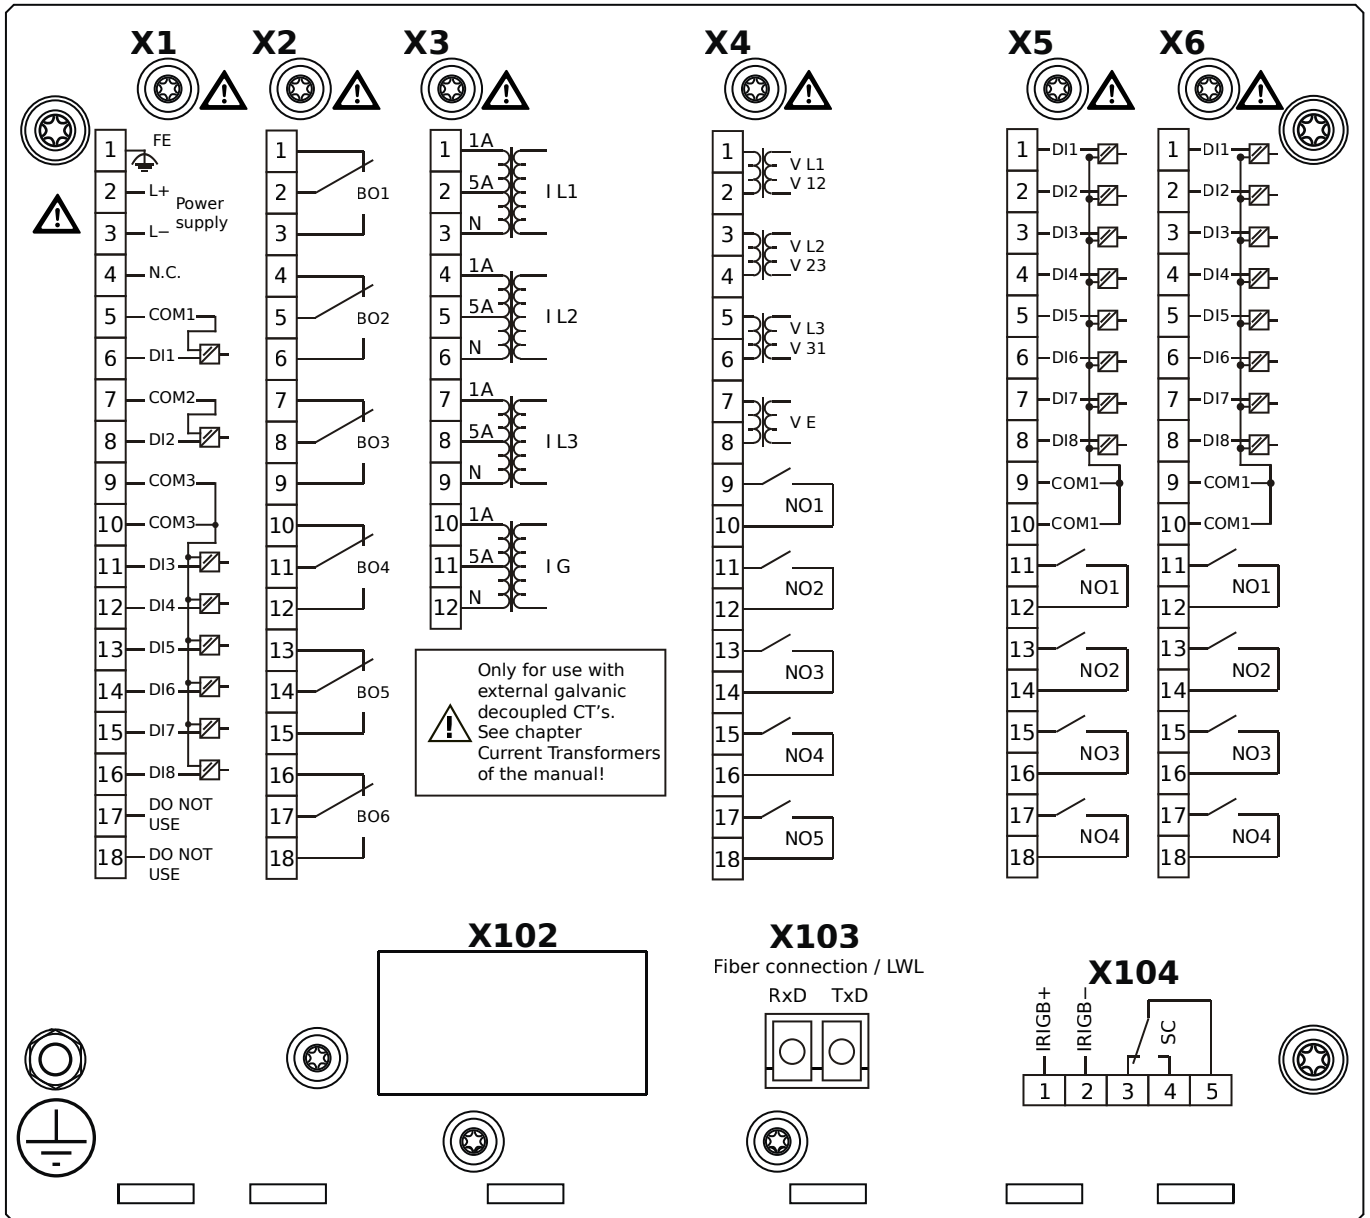 X1
X2
X3
X4
X5
X6
1 FE
2 L+
Power
supply
3 L−
4 N.C.
5 COM1
6 DI1
7 COM2
8 DI2
9 COM3
10 COM3
11 DI3
12 DI4
13 DI5
14 DI6
15 DI7
16 DI8
17 DO NOT
USE
18 DO NOT
USE
1
2 BO1
3
4
5 BO2
6
7
8 BO3
9
10
11 BO4
12
13
14 BO5
15
16
17 BO6
18
1 1A
2 5A I L1
3 N
4 1A
5 5A I L2
6 N
7 1A
8 5A I L3
9 N
10 1A
11 5A I G
12 N
Only for use with
external galvanic
decoupled CT's.
See chapter
Current Transformers
of the manual!
1 V L1
2 V 12
3 V L2
4 V 23
5 V L3
6 V 31
7 V E
8
9 NO1
10
11 NO2
12
13 NO3
14
15 NO4
16
17 NO5
18
1 DI1
2 DI2
3 DI3
4 DI4
5 DI5
6 DI6
7 DI7
8 DI8
9 COM1
10 COM1
11 NO1
12
13 NO2
14
15 NO3
16
17 NO4
18
1 DI1
2 DI2
3 DI3
4 DI4
5 DI5
6 DI6
7 DI7
8 DI8
9 COM1
10 COM1
11 NO1
12
13 NO2
14
15 NO3
16
17 NO4
18
X102
X103
Fiber connection / LWL
RxD TxD
X104
IRIGB+
IRIGB−
SC
1 2 3 4 5